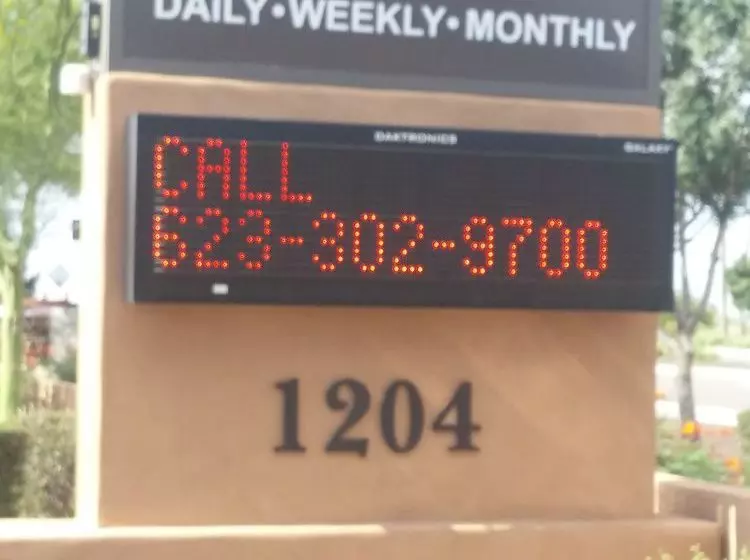 DAILY•WEEKLY•MONTHLY
DAKTRONICS
GALAXY
CALL
623-302-9700
1204